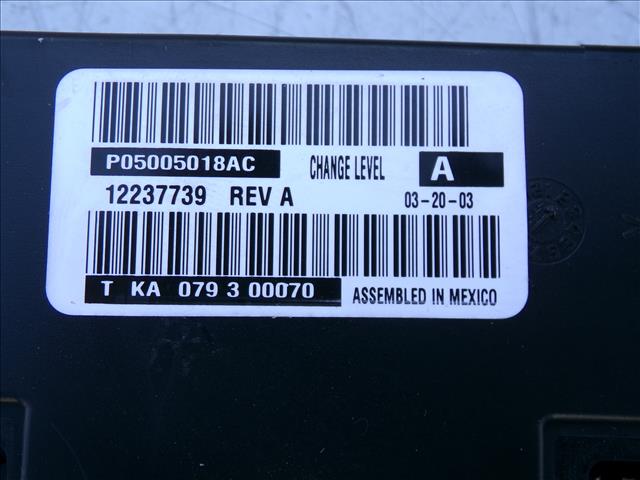 P05005018AC CHANGE LEVEL A
12237739 REV A 03-20-03
T KA 079 3 00070 ASSEMBLED IN MEXICO